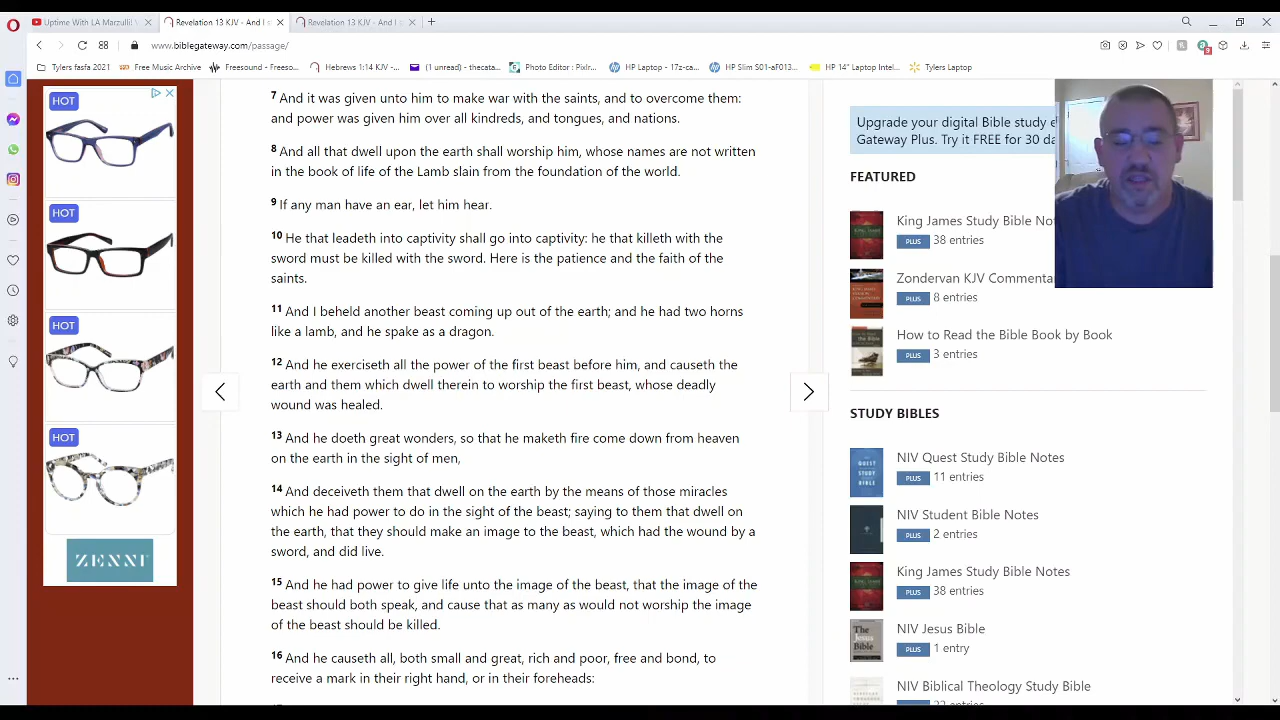 Uptime With LA Marzulli!
Revelation 13 KJV - And I s
Revelation 13 KJV - And I s
www.biblegateway.com/passage/
9
Tylers fasfa 2021
Free Music Archive
Freesound - Freeso...
Hebrews 1:14 KJV -...
(1 unread) - thecata...
Photo Editor : Pixlr...
HP Laptop - 17z-ca...
HP Slim S01-aF013...
HP 14" Laptop Intel...
Tylers Laptop
HOT
HOT
HOT
HOT
ZENNI
7 And it was given unto him to make war with the saints, and to overcome them:
and power was given him over all kindreds, and tongues, and nations.
8 And all that dwell upon the earth shall worship him, whose names are not written
in the book of life of the Lamb slain from the foundation of the world.
9 If any man have an ear, let him hear.
10 He that leadeth into captivity shall go into captivity: he that killeth with the
sword must be killed with the sword. Here is the patience and the faith of the
saints.
11 And I beheld another beast coming up out of the earth; and he had two horns
like a lamb, and he spake as a dragon.
12 And he exerciseth all the power of the first beast before him, and causeth the
earth and them which dwell therein to worship the first beast, whose deadly
wound was healed.
13 And he doeth great wonders, so that he maketh fire come down from heaven
on the earth in the sight of men,
14 And deceiveth them that dwell on the earth by the means of those miracles
which he had power to do in the sight of the beast; saying to them that dwell on
the earth, that they should make an image to the beast, which had the wound by a
sword, and did live.
15 And he had power to give life unto the image of the beast, that the image of the
beast should both speak, and cause that as many as would not worship the image
of the beast should be killed.
16 And he causeth all, both small and great, rich and poor, free and bond, to
receive a mark in their right hand, or in their foreheads:
Upgrade your digital Bible study e
Gateway Plus. Try it FREE for 30 da
FEATURED
King James Study Bible Not
PLUS 38 entries
Zondervan KJV Commenta
PLUS 8 entries
How to Read the Bible Book by Book
PLUS 3 entries
STUDY BIBLES
NIV Quest Study Bible Notes
PLUS 11 entries
NIV Student Bible Notes
PLUS 2 entries
King James Study Bible Notes
PLUS 38 entries
NIV Jesus Bible
PLUS 1 entry
NIV Biblical Theology Study Bible